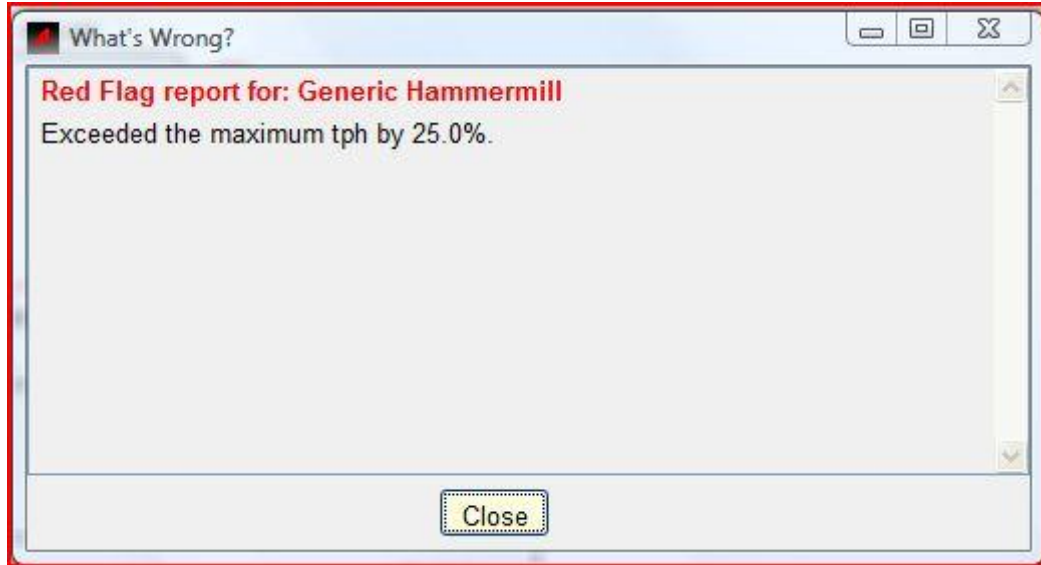 What's Wrong?
Red Flag report for: Generic Hammermill
Exceeded the maximum tph by 25.0%.
Close